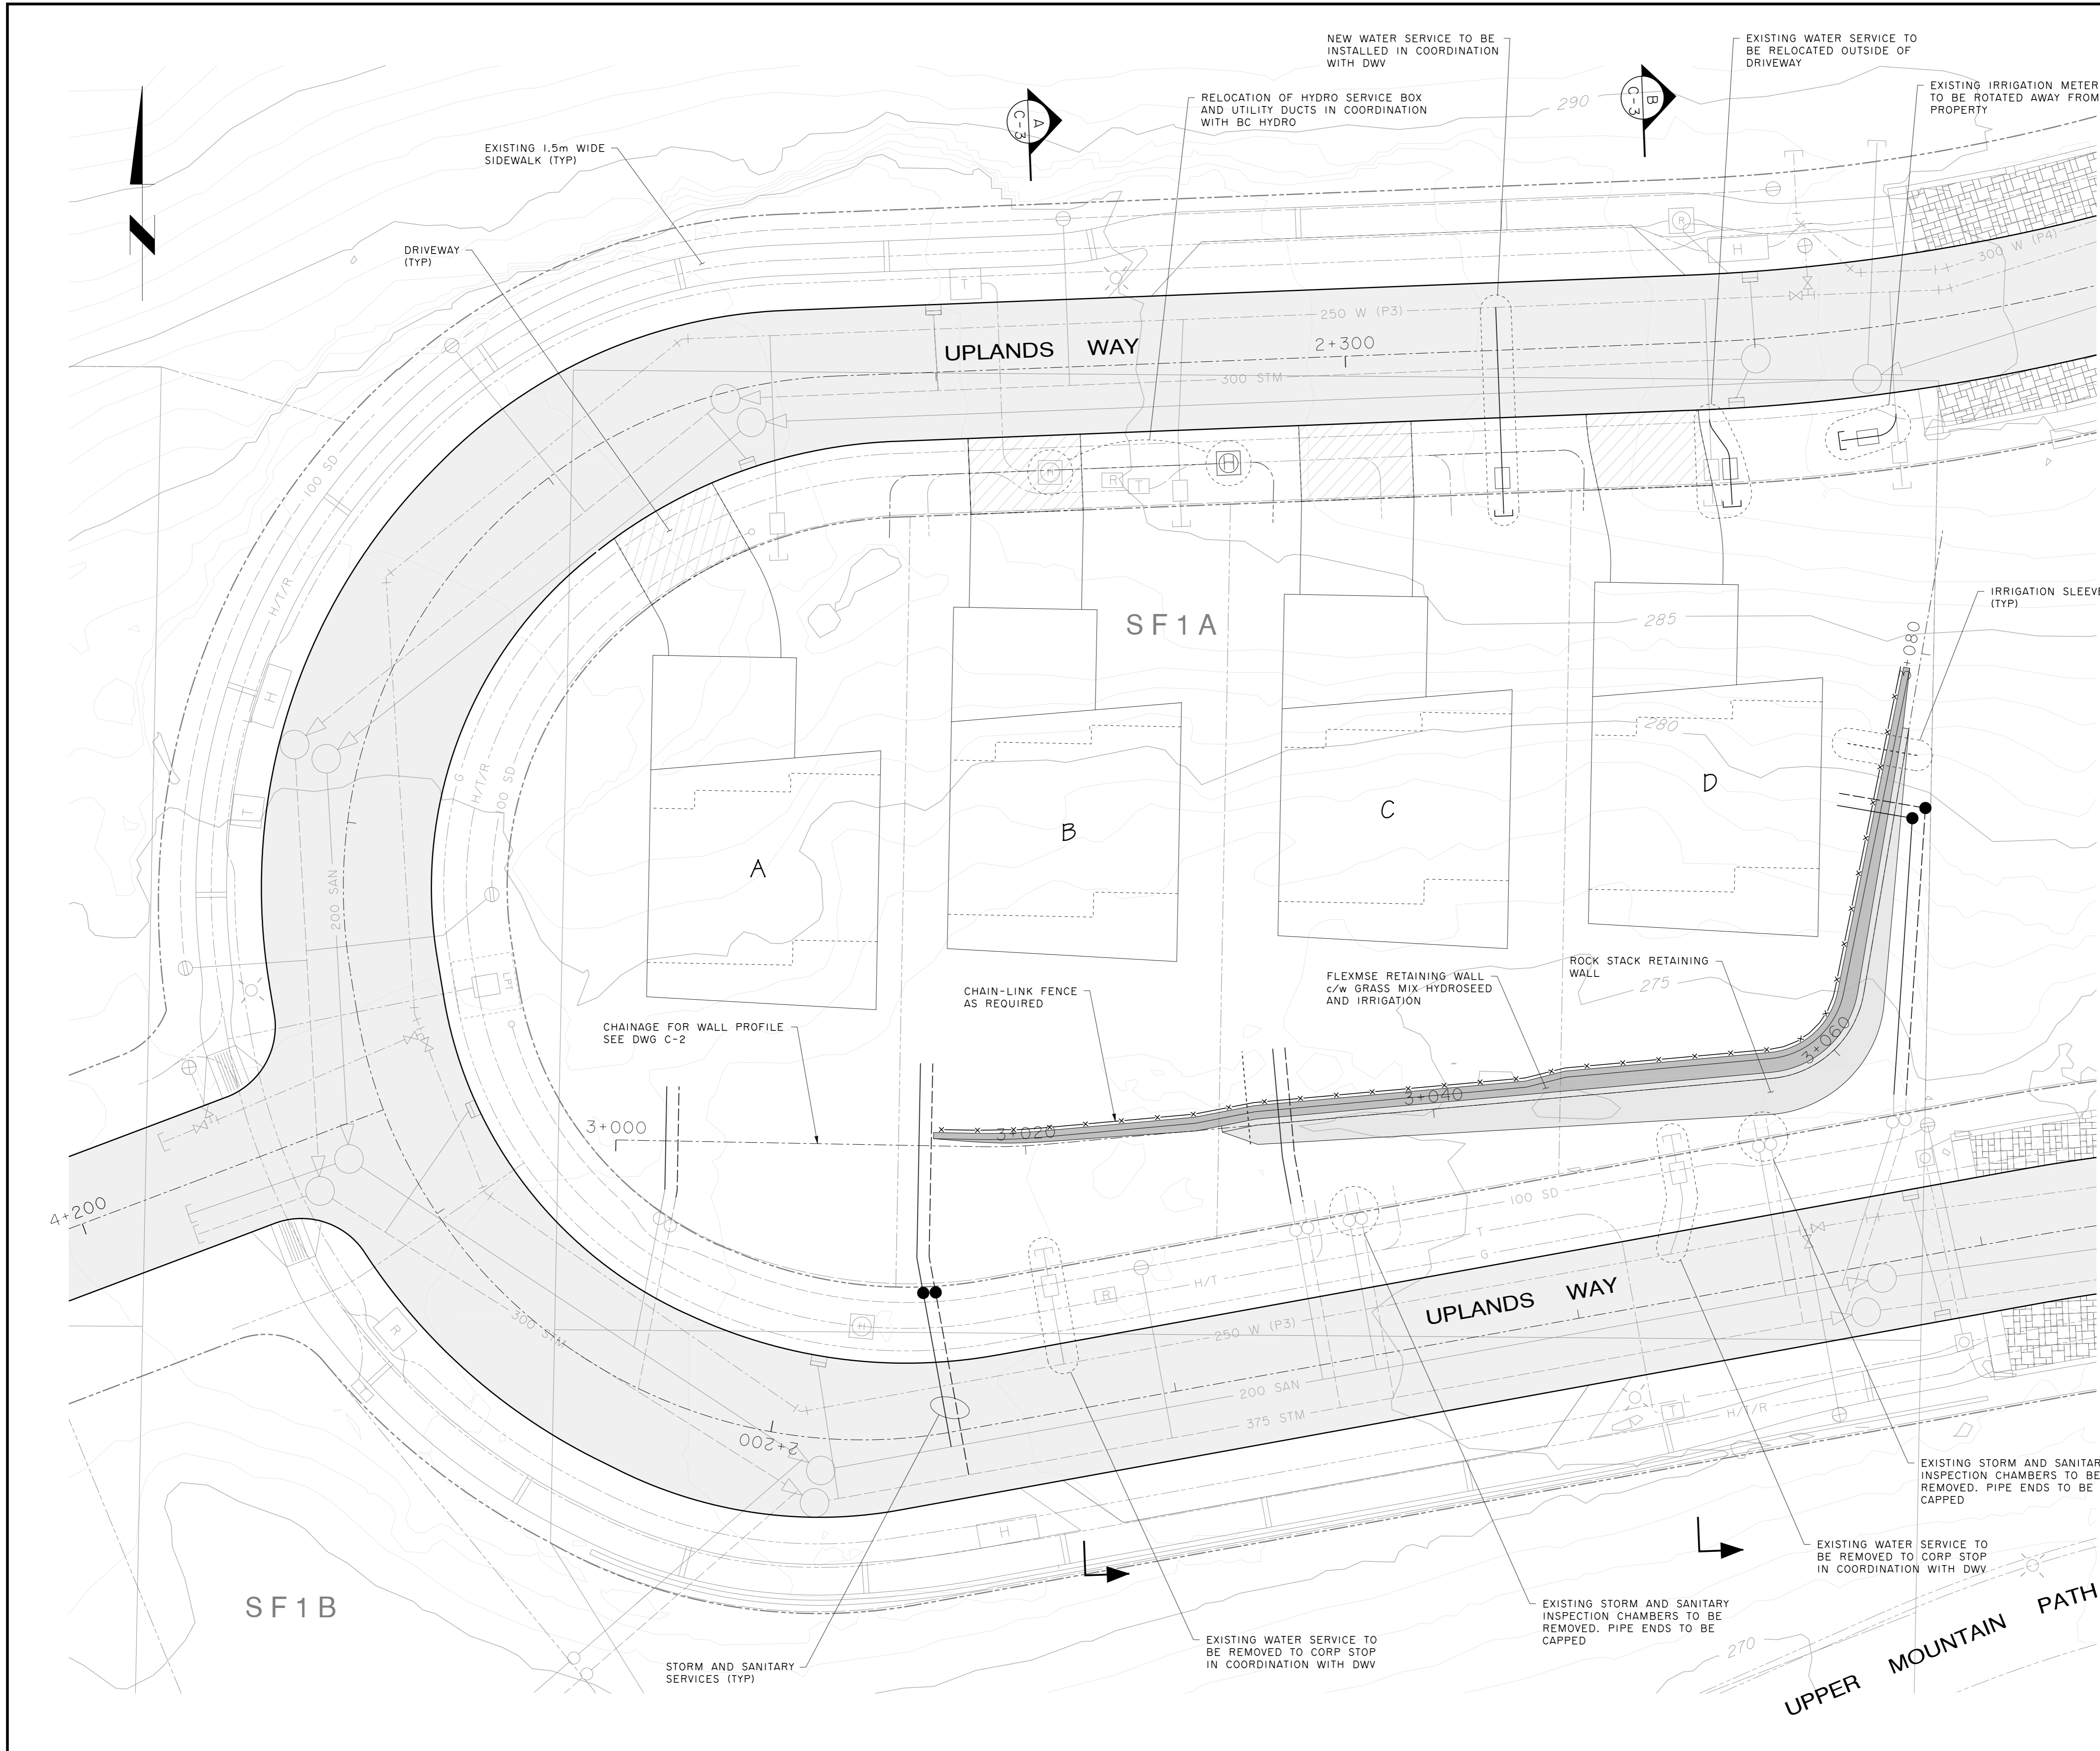 NEW WATER SERVICE TO BE
INSTALLED IN COORDINATION
WITH DWV
EXISTING WATER SERVICE TO
BE RELOCATED OUTSIDE OF
DRIVEWAY
EXISTING IRRIGATION METER
TO BE ROTATED AWAY FROM
PROPERTY
RELOCATION OF HYDRO SERVICE BOX
AND UTILITY DUCTS IN COORDINATION
WITH BC HYDRO
290
A
C-3
B
C-3
EXISTING 1.5m WIDE
SIDEWALK (TYP)
DRIVEWAY
(TYP)
R
H
T
300 W (P4)
250 W (P3)
UPLANDS WAY
2+300
300 STM
H
R
T
H
100 SD
H/T/R
SF1A
285
IRRIGATION SLEEVE
(TYP)
3+080
H
T
G
H/T/R
100 SD
280
A
B
C
D
200 SAN
LPT
CHAIN-LINK FENCE
AS REQUIRED
FLEXMSE RETAINING WALL
c/w GRASS MIX HYDROSEED
AND IRRIGATION
ROCK STACK RETAINING
WALL
275
CHAINAGE FOR WALL PROFILE
SEE DWG C-2
3+000
3+020
3+040
3+060
4+200
100 SD
T
G
H/T
R
H
250 W (P3)
UPLANDS WAY
300 STM
R
200 SAN
375 STM
2+200
T
H/T/R
H
EXISTING STORM AND SANITAR
INSPECTION CHAMBERS TO BE
REMOVED. PIPE ENDS TO BE
CAPPED
EXISTING WATER SERVICE TO
BE REMOVED TO CORP STOP
IN COORDINATION WITH DWV
SF1B
EXISTING STORM AND SANITARY
INSPECTION CHAMBERS TO BE
REMOVED. PIPE ENDS TO BE
CAPPED
EXISTING WATER SERVICE TO
BE REMOVED TO CORP STOP
IN COORDINATION WITH DWV
STORM AND SANITARY
SERVICES (TYP)
270
UPPER MOUNTAIN PATH